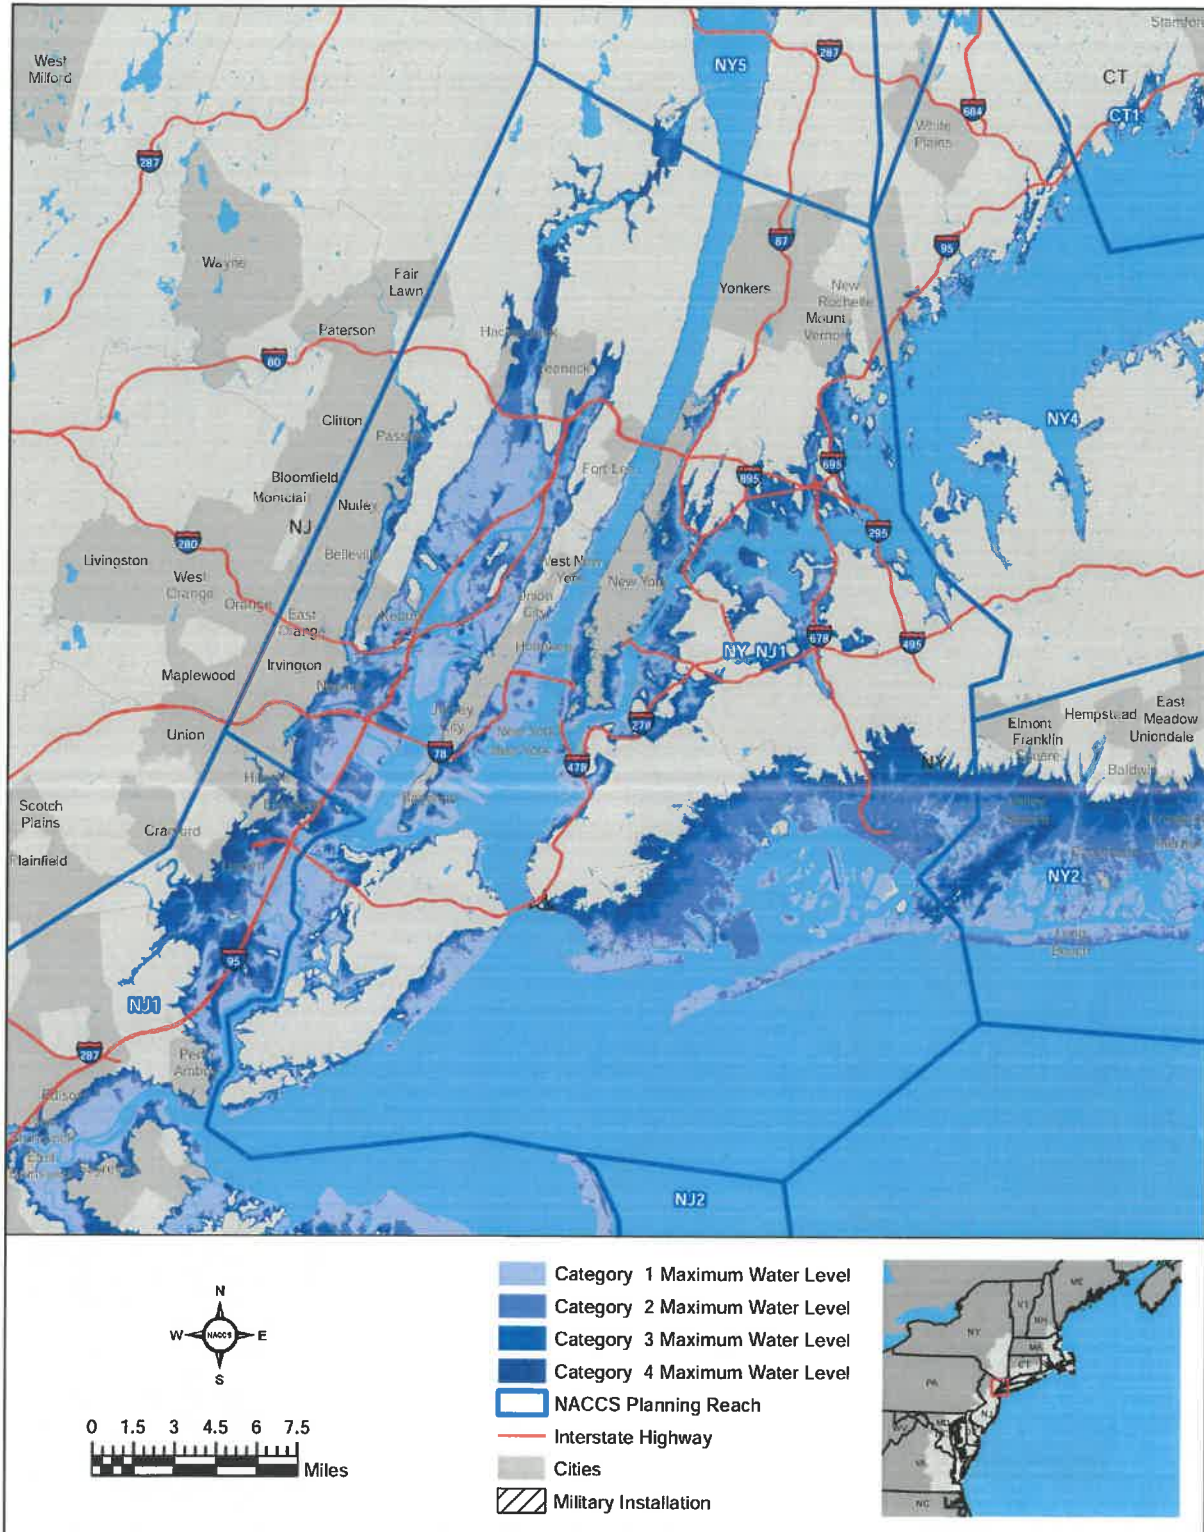 Stamford
West
Milford
287
NY5
CT
684
CT1
White
Plains
287
Wayne
87
95
Fair
Lawn
Yonkers
New
Rochelle
Mount
Vernon
Paterson
80
Clifton
NY4
Bloomfield
Montclair
Nutley
NJ
Fort Lee
895
695
280
295
Livingston
Belleville
West
Orange
West New
York
New York
Orange
East
Orange
Union
City
678
495
NY_NJ1
Hoboken
Maplewood
Irvington
Newark
Jersey
City
Union
78
278
478
Elmont
Franklin
Square
Hempstead
East
Meadow
Uniondale
NY
Baldwin
Scotch
Plains
Cranford
Plainfield
NY2
Long
Beach
95
NJ1
287
Perth
Amboy
Edison
NJ2
N
W
NACCS
E
S
0 1.5 3 4.5 6 7.5
Miles
Category 1 Maximum Water Level
Category 2 Maximum Water Level
Category 3 Maximum Water Level
Category 4 Maximum Water Level
NACCS Planning Reach
Interstate Highway
Cities
Military Installation
ME
VT
NH
NY
MA
CT
PA
NJ
MD
WV
VA
NC